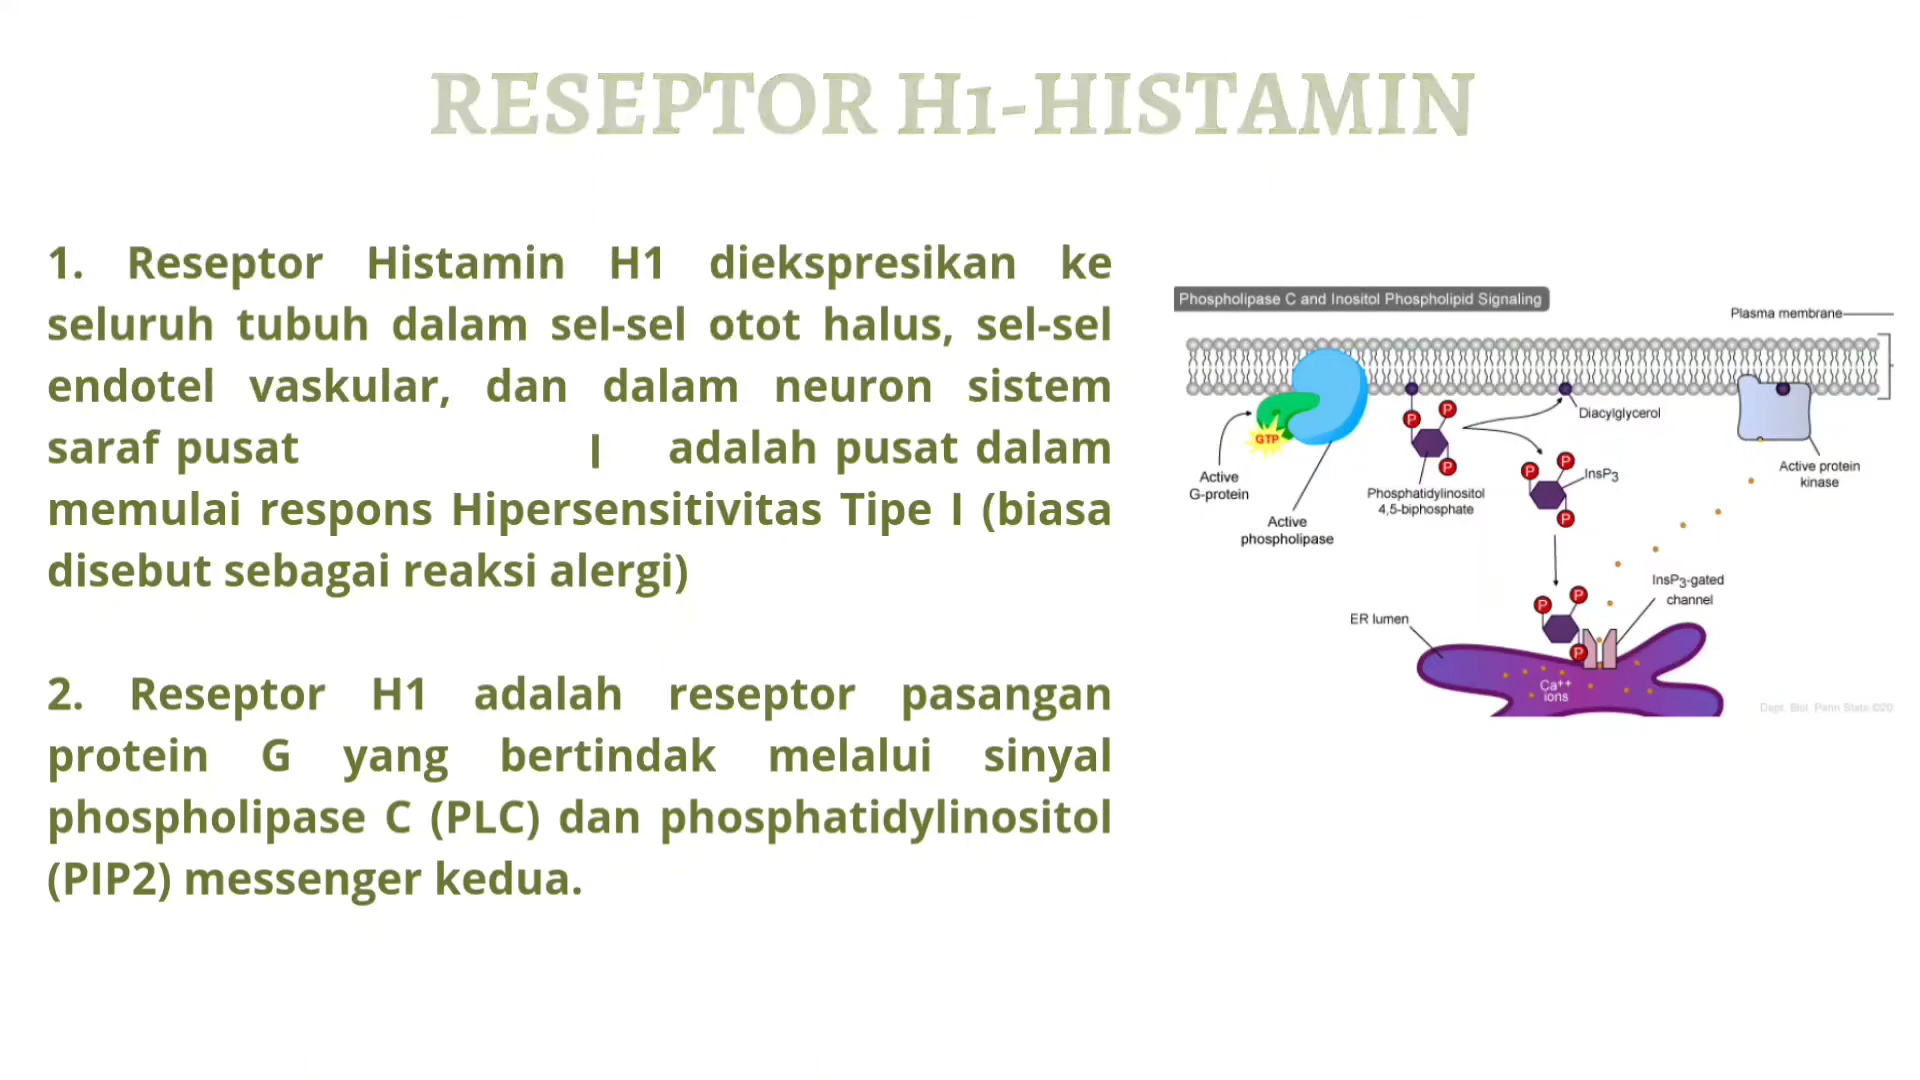 RESEPTOR H1-HISTAMIN
1. Reseptor Histamin H1 diekspresikan ke
seluruh tubuh dalam sel-sel otot halus, sel-sel
endotel vaskular, dan dalam neuron sistem
saraf pusat I adalah pusat dalam
memulai respons Hipersensitivitas Tipe I (biasa
disebut sebagai reaksi alergi)
2. Reseptor H1 adalah reseptor pasangan
protein G yang bertindak melalui sinyal
phospholipase C (PLC) dan phosphatidylinositol
(PIP2) messenger kedua.
Phospholipase C and Inositol Phospholipid Signaling
Plasma membrane
Diacylglycerol
GTP
P
P
P
Active
G-protein
Active
phospholipase
Phosphatidylinositol
4,5-biphosphate
P
P
P
InsP3
Active protein
kinase
P
P
P
InsP3-gated
channel
ER lumen
Ca++
ions
Dept. Biol. Penn State ©20